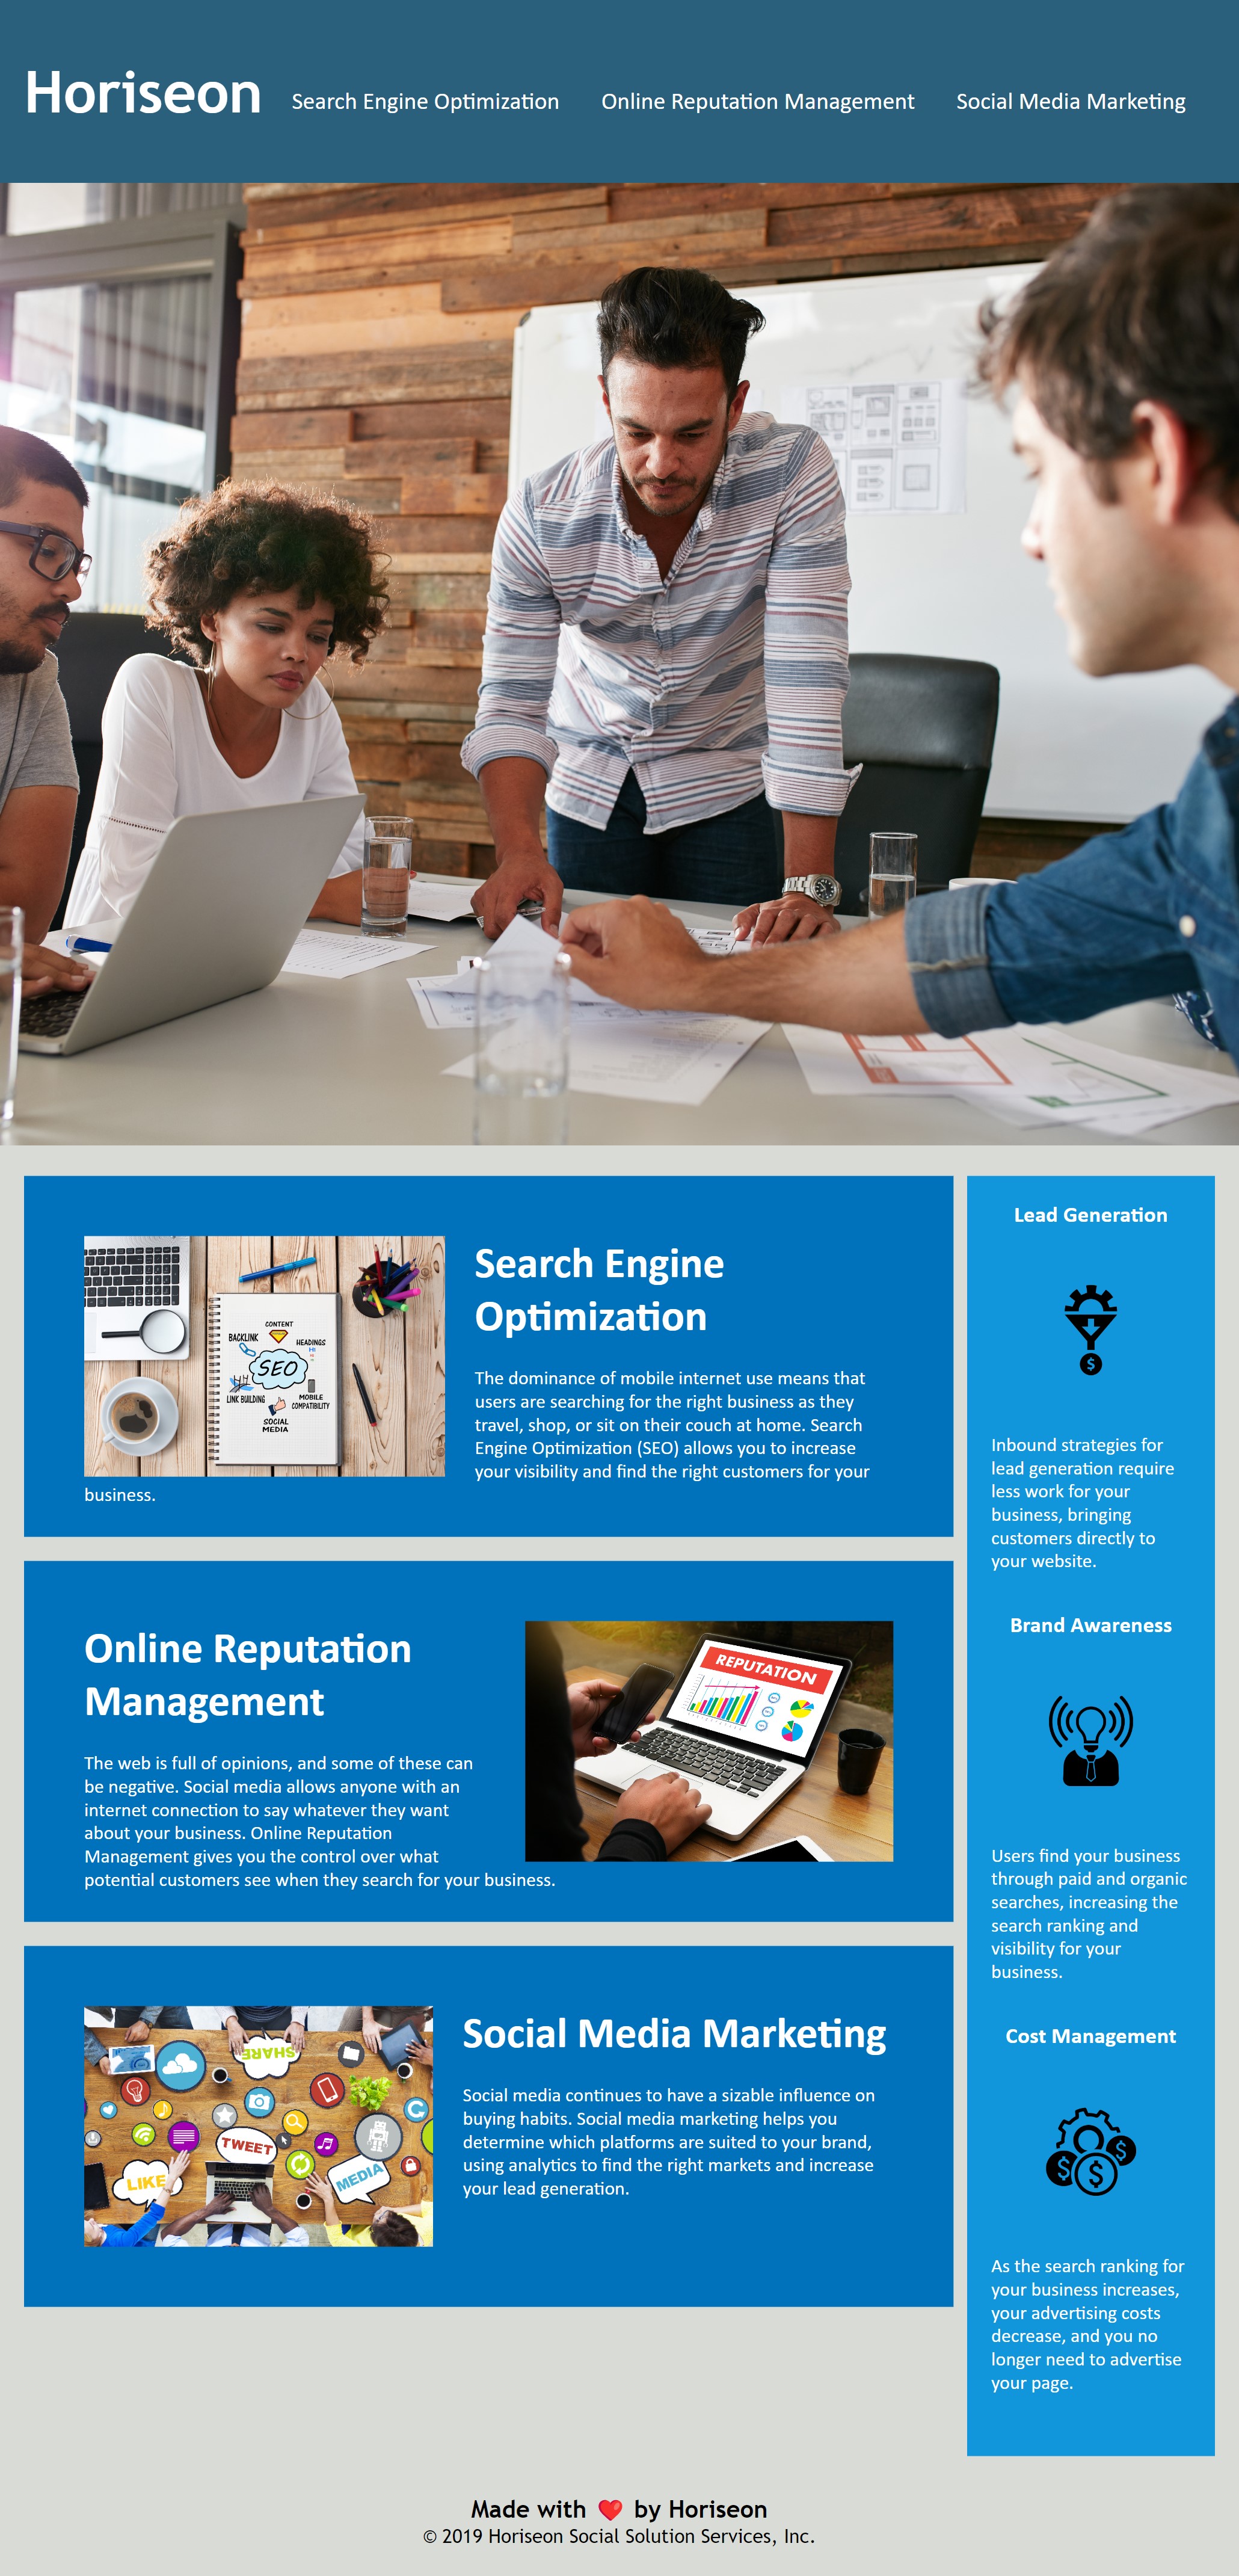 Horiseon
Search Engine Optimization
Online Reputation Management
Social Media Marketing
CONTENT
BACKLINK
HEADINGS
H1
SEO
LINK BUILDING
MOBILE
COMPATIBILITY
SOCIAL
MEDIA
Search Engine
Optimization
The dominance of mobile internet use means that
users are searching for the right business as they
travel, shop, or sit on their couch at home. Search
Engine Optimization (SEO) allows you to increase
your visibility and find the right customers for your
business.
Online Reputation
Management
The web is full of opinions, and some of these can
be negative. Social media allows anyone with an
internet connection to say whatever they want
about your business. Online Reputation
Management gives you the control over what
potential customers see when they search for your business.
REPUTATION
SHARE
TWEET
LIKE
MEDIA
Social Media Marketing
Social media continues to have a sizable influence on
buying habits. Social media marketing helps you
determine which platforms are suited to your brand,
using analytics to find the right markets and increase
your lead generation.
Lead Generation
$
Inbound strategies for
lead generation require
less work for your
business, bringing
customers directly to
your website.
Brand Awareness
Users find your business
through paid and organic
searches, increasing the
search ranking and
visibility for your
business.
Cost Management
$
$
$
As the search ranking for
your business increases,
your advertising costs
decrease, and you no
longer need to advertise
your page.
Made with ❤️ by Horiseon
© 2019 Horiseon Social Solution Services, Inc.